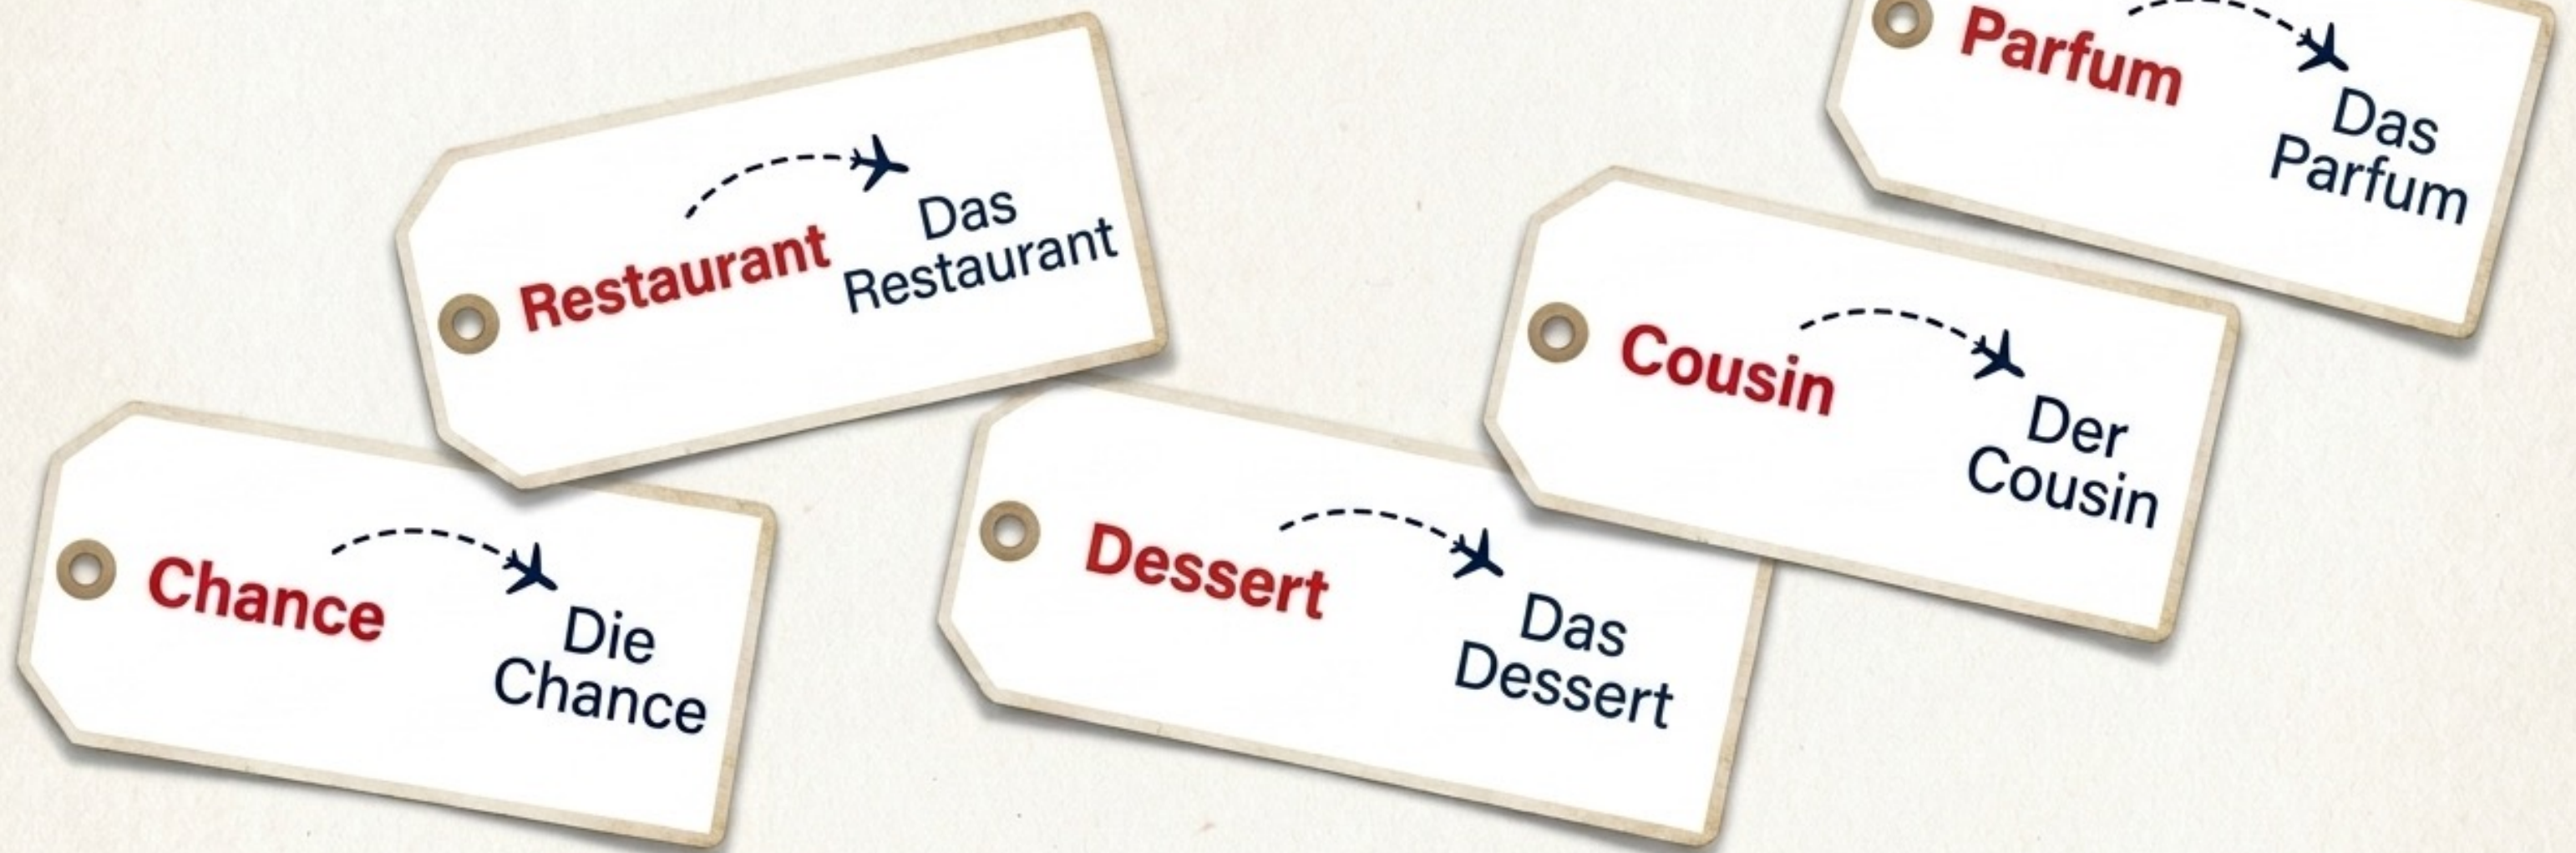 Parfum
Das
Parfum
Restaurant
Das
Restaurant
Cousin
Der
Cousin
Chance
Die
Chance
Dessert
Das
Dessert